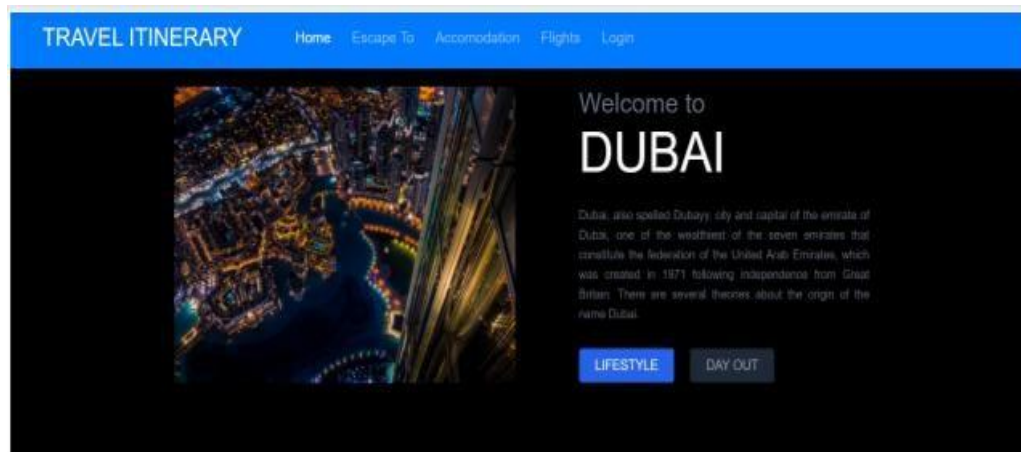 TRAVEL ITINERARY Home Escape To Accomodation Flights Login
Welcome to
DUBAI
Dubai, also spelled Dubayy, city and capital of the emirate of
Dubai, one of the wealthiest of the seven emirates that
constitute the federation of the United Arab Emirates, which
was created in 1971 following independence from Great
Britain. There are several theories about the origin of the
name Dubai.
LIFESTYLE DAY OUT